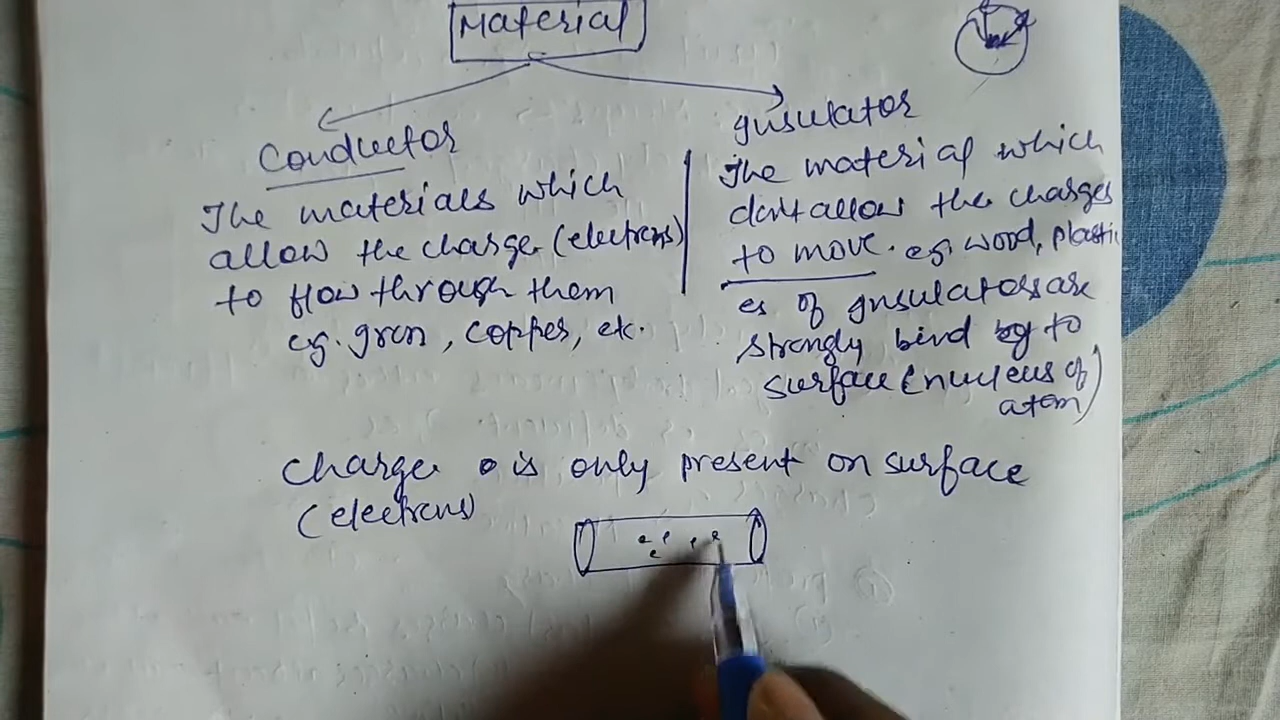 Material
Conductor
The materials which
allow the charge (electrons)
to flow through them
eg. Iron, copper, etc.
Insulator
The material which
don't allow the charges
to move. eg. wood, plastic
es of Insulators are
strongly bind by to
surface (nucleus of
atom)
Charge is only present on surface
(electrons)